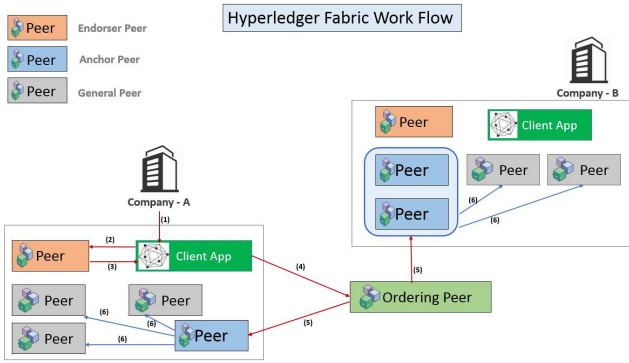 Hyperledger Fabric Work Flow
Peer
Endorser Peer
Peer
Anchor Peer
Peer
General Peer
Company - B
Peer
Client App
Peer
Peer
Peer
Peer
(6)
(6)
Company - A
(1)
(2)
(3)
Peer
Client App
(4)
(5)
Ordering Peer
(5)
Peer
Peer
(6)
(6)
Peer
Peer
(6)